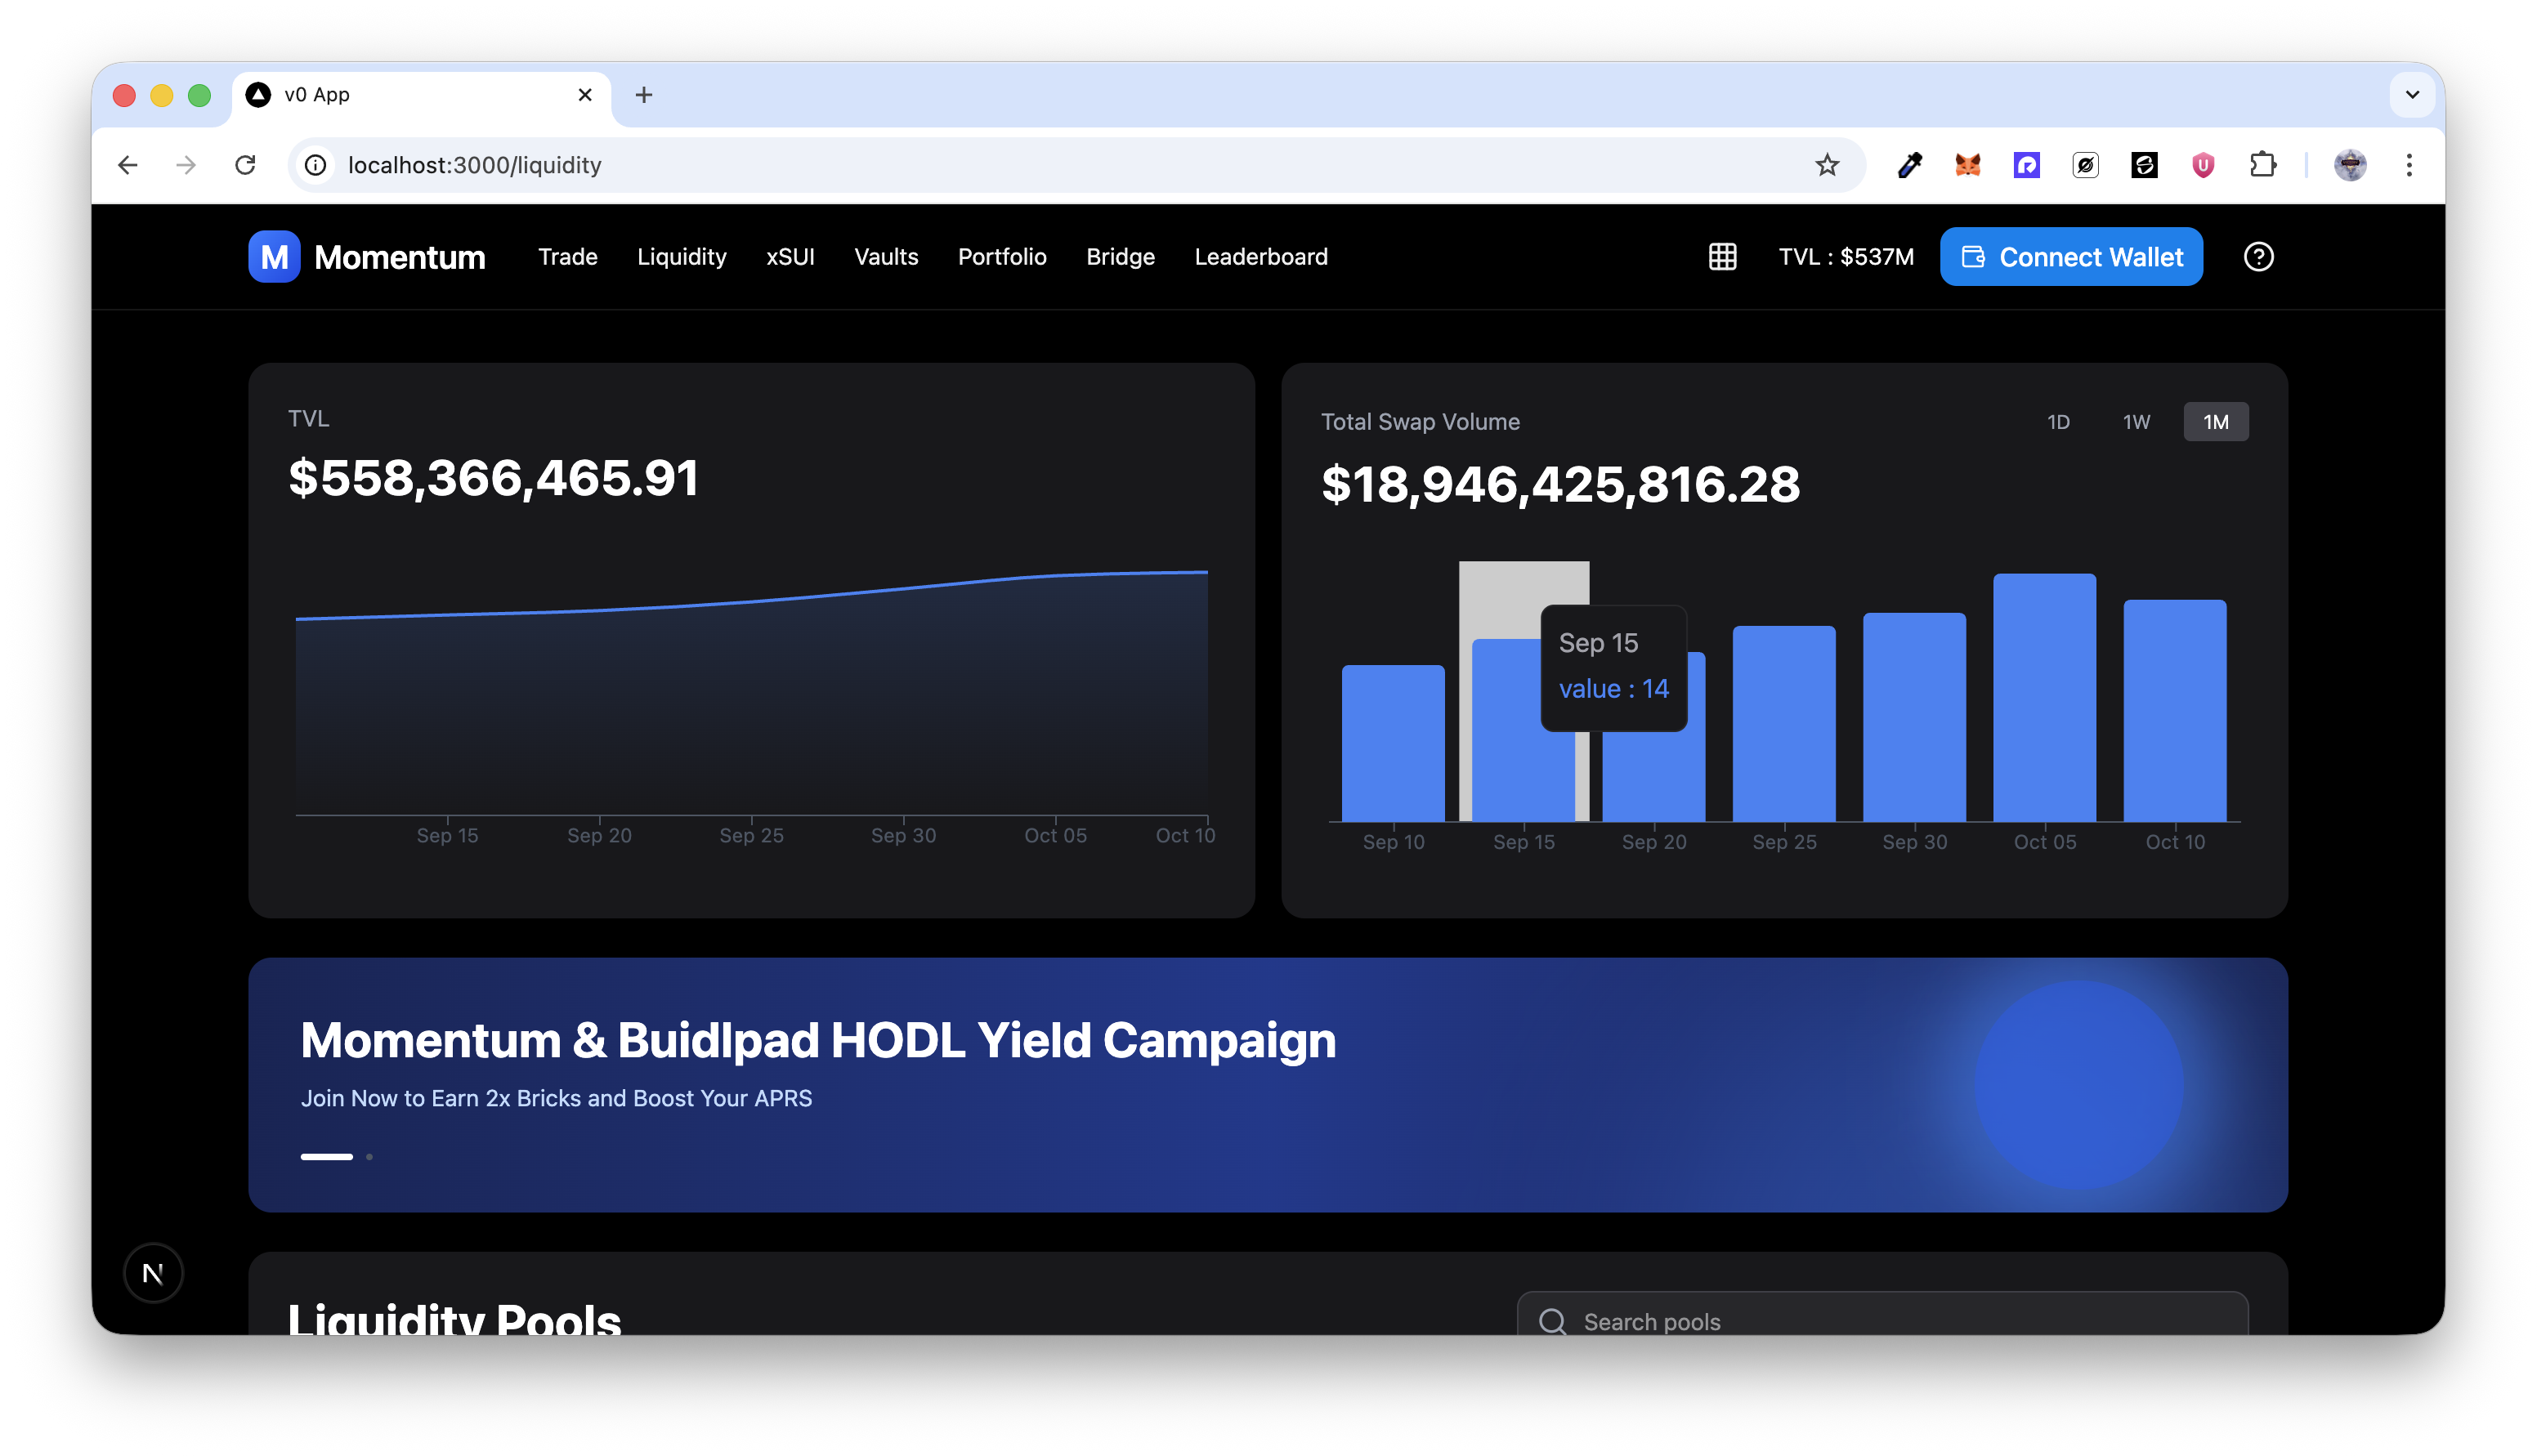 v0 App
localhost:3000/liquidity
M Momentum Trade Liquidity xSUI Vaults Portfolio Bridge Leaderboard TVL : $537M Connect Wallet ?
TVL
$558,366,465.91
Sep 15 Sep 20 Sep 25 Sep 30 Oct 05 Oct 10
Total Swap Volume 1D 1W 1M
$18,946,425,816.28
Sep 15
value : 14
Sep 10 Sep 15 Sep 20 Sep 25 Sep 30 Oct 05 Oct 10
Momentum & Buidlpad HODL Yield Campaign
Join Now to Earn 2x Bricks and Boost Your APRS
N
Liquidity Pools Search pools